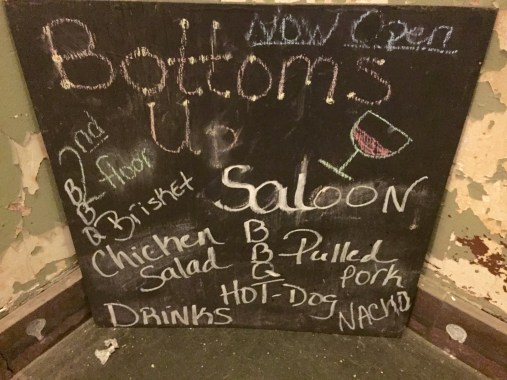 Now Open
Bottoms
Up
2nd
floor
Saloon
BBQ Brisket
Chicken
Salad
BBQ Pulled
Pork
HOT-DOG
NACHO
DRINKS